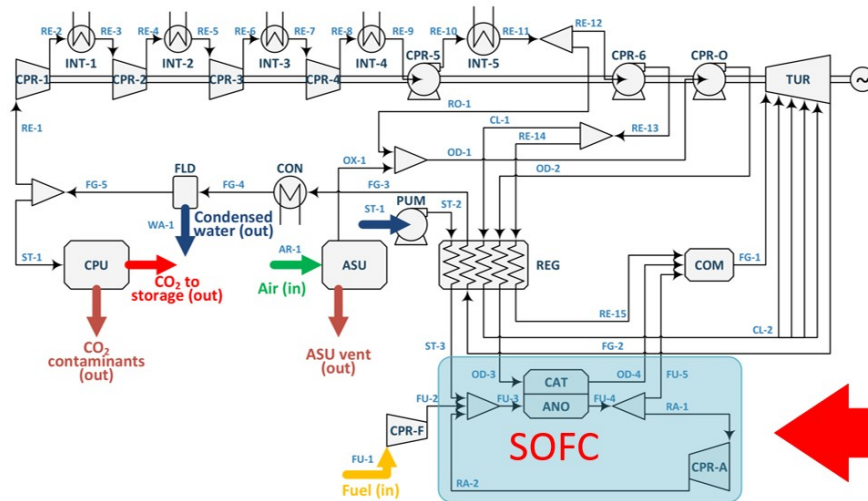 RE-2
RE-3
RE-4
RE-5
RE-6
RE-7
RE-8
RE-9
RE-10
RE-11
RE-12
INT-1
INT-2
INT-3
INT-4
INT-5
CPR-1
CPR-2
CPR-3
CPR-4
CPR-5
CPR-6
CPR-O
TUR
RE-1
RO-1
CL-1
RE-14
RE-13
OX-1
OD-1
OD-2
FLD
CON
PUM
FG-5
FG-4
FG-3
ST-1
ST-2
WA-1
Condensed
water (out)
ST-1
CPU
CO₂ to
storage (out)
AR-1
Air (in)
ASU
REG
COM
FG-1
RE-15
CL-2
FG-2
CO₂
contaminants
(out)
ASU vent
(out)
ST-3
OD-3
CAT
OD-4
FU-5
FU-2
FU-3
ANO
FU-4
RA-1
CPR-F
SOFC
CPR-A
FU-1
Fuel (in)
RA-2